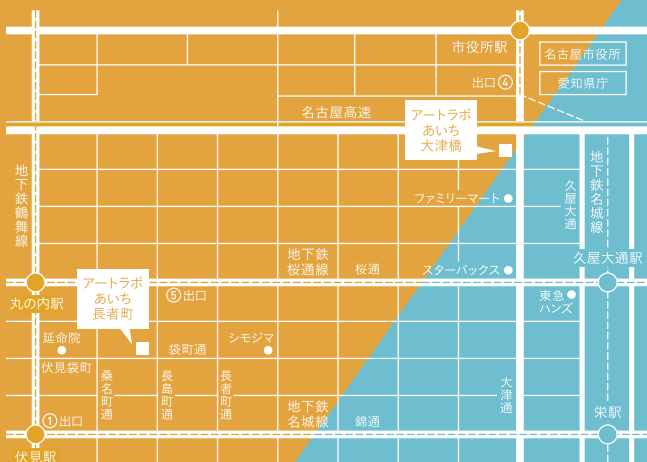 市役所駅
名古屋市役所
出口④
愛知県庁
名古屋高速
アートラボ
あいち
大津橋
地下鉄鶴舞線
地下鉄名城線
久屋大通
ファミリーマート
地下鉄
桜通線
桜通
スターバックス
久屋大通駅
丸の内駅
アートラボ
あいち
長者町
⑤出口
東急
ハンズ
延命院
伏見袋町
袋町通
シモジマ
桑名町通
長島町通
長者町通
大津通
地下鉄
名城線
錦通
栄駅
①出口
伏見駅